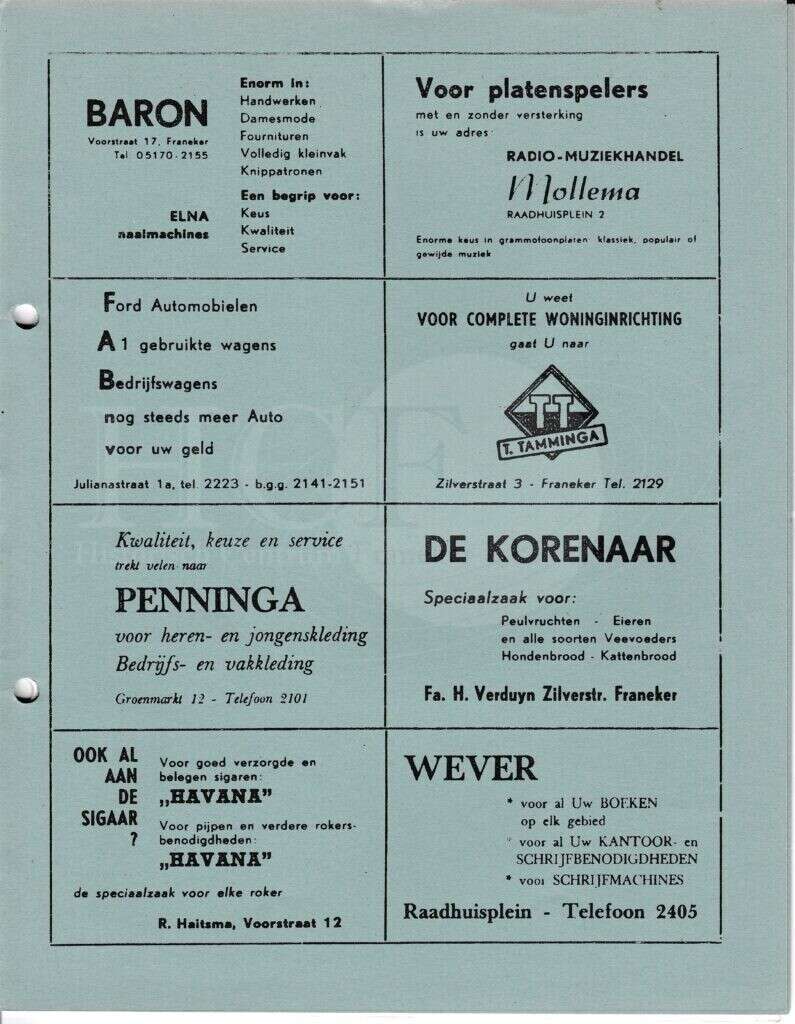 BARON
Voorstraat 17, Franeker
Tel 05170-2155
ELNA
naaimachines
Enorm in:
Handwerken
Damesmode
Fournituren
Volledig kleinvak
Knippatronen
Een begrip voor:
Keus
Kwaliteit
Service
Voor platenspelers
met en zonder versterking
is uw adres:
RADIO-MUZIEKHANDEL
Mollema
RAADHUISPLEIN 2
Enorme keus in grammofoonplaten klassiek, populair of
gewijde muziek
Ford Automobielen
A 1 gebruikte wagens
Bedrijfswagens
nog steeds meer Auto
voor uw geld
Julianastraat 1a, tel. 2223 - b.g.g. 2141-2151
U weet
VOOR COMPLETE WONINGINRICHTING
gaat U naar
TT
T. TAMMINGA
Zilverstraat 3 - Franeker Tel. 2129
Kwaliteit, keuze en service
trekt velen naar
PENNINGA
voor heren- en jongenskleding
Bedrijfs- en vakkleding
Groenmarkt 12 - Telefoon 2101
DE KORENAAR
Speciaalzaak voor:
Peulvruchten - Eieren
en alle soorten Veevoeders
Hondenbrood - Kattenbrood
Fa. H. Verduyn Zilverstr. Franeker
OOK AL
AAN
DE
SIGAAR
?
Voor goed verzorgde en
belegen sigaren:
„HAVANA”
Voor pijpen en verdere rokers-
benodigdheden:
„HAVANA”
de speciaalzaak voor elke roker
R. Haitsma, Voorstraat 12
WEVER
* voor al Uw BOEKEN
op elk gebied
* voor al Uw KANTOOR- en
SCHRIJFBENODIGDHEDEN
* voor SCHRIJFMACHINES
Raadhuisplein - Telefoon 2405